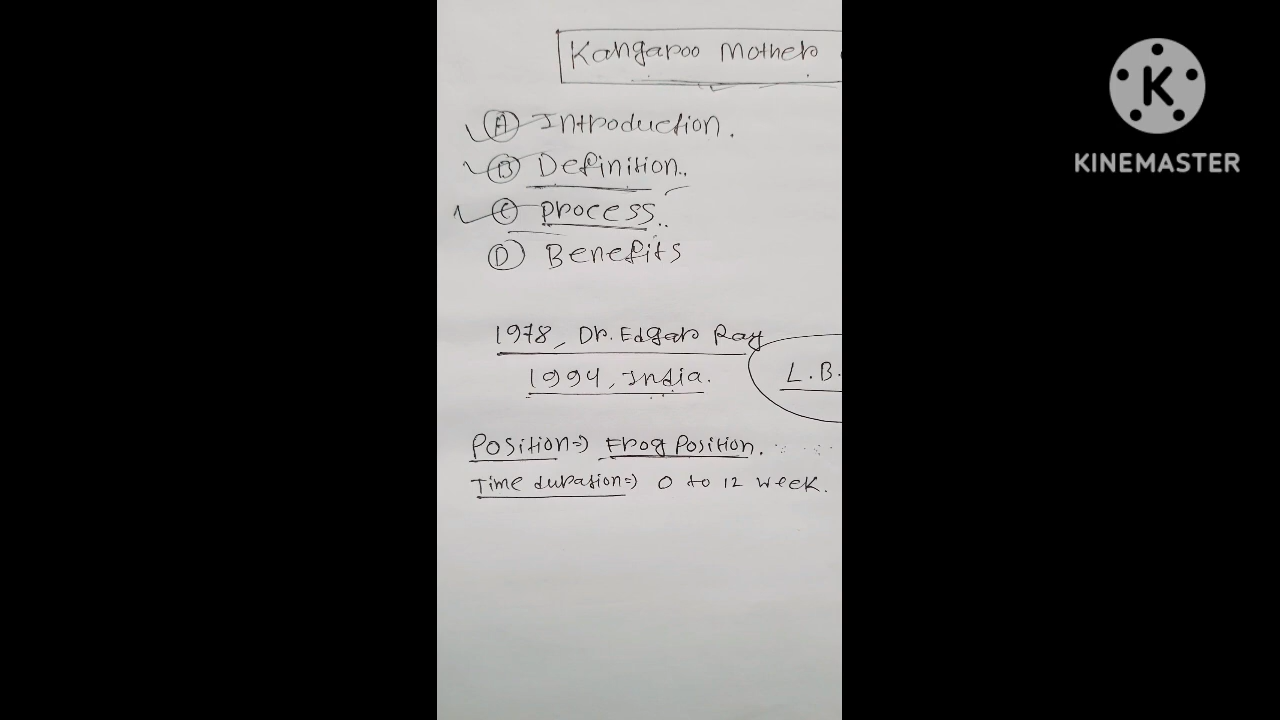 Kangaroo Mother
Ⓐ Introduction.
Ⓑ Definition..
Ⓒ Process..
Ⓓ Benefits
1978, Dr. Edgar Ray
1994, India.
L.B.
Position⇒ Frog Position.
Time duration⇒ 0 to 12 week.
K
KINEMASTER